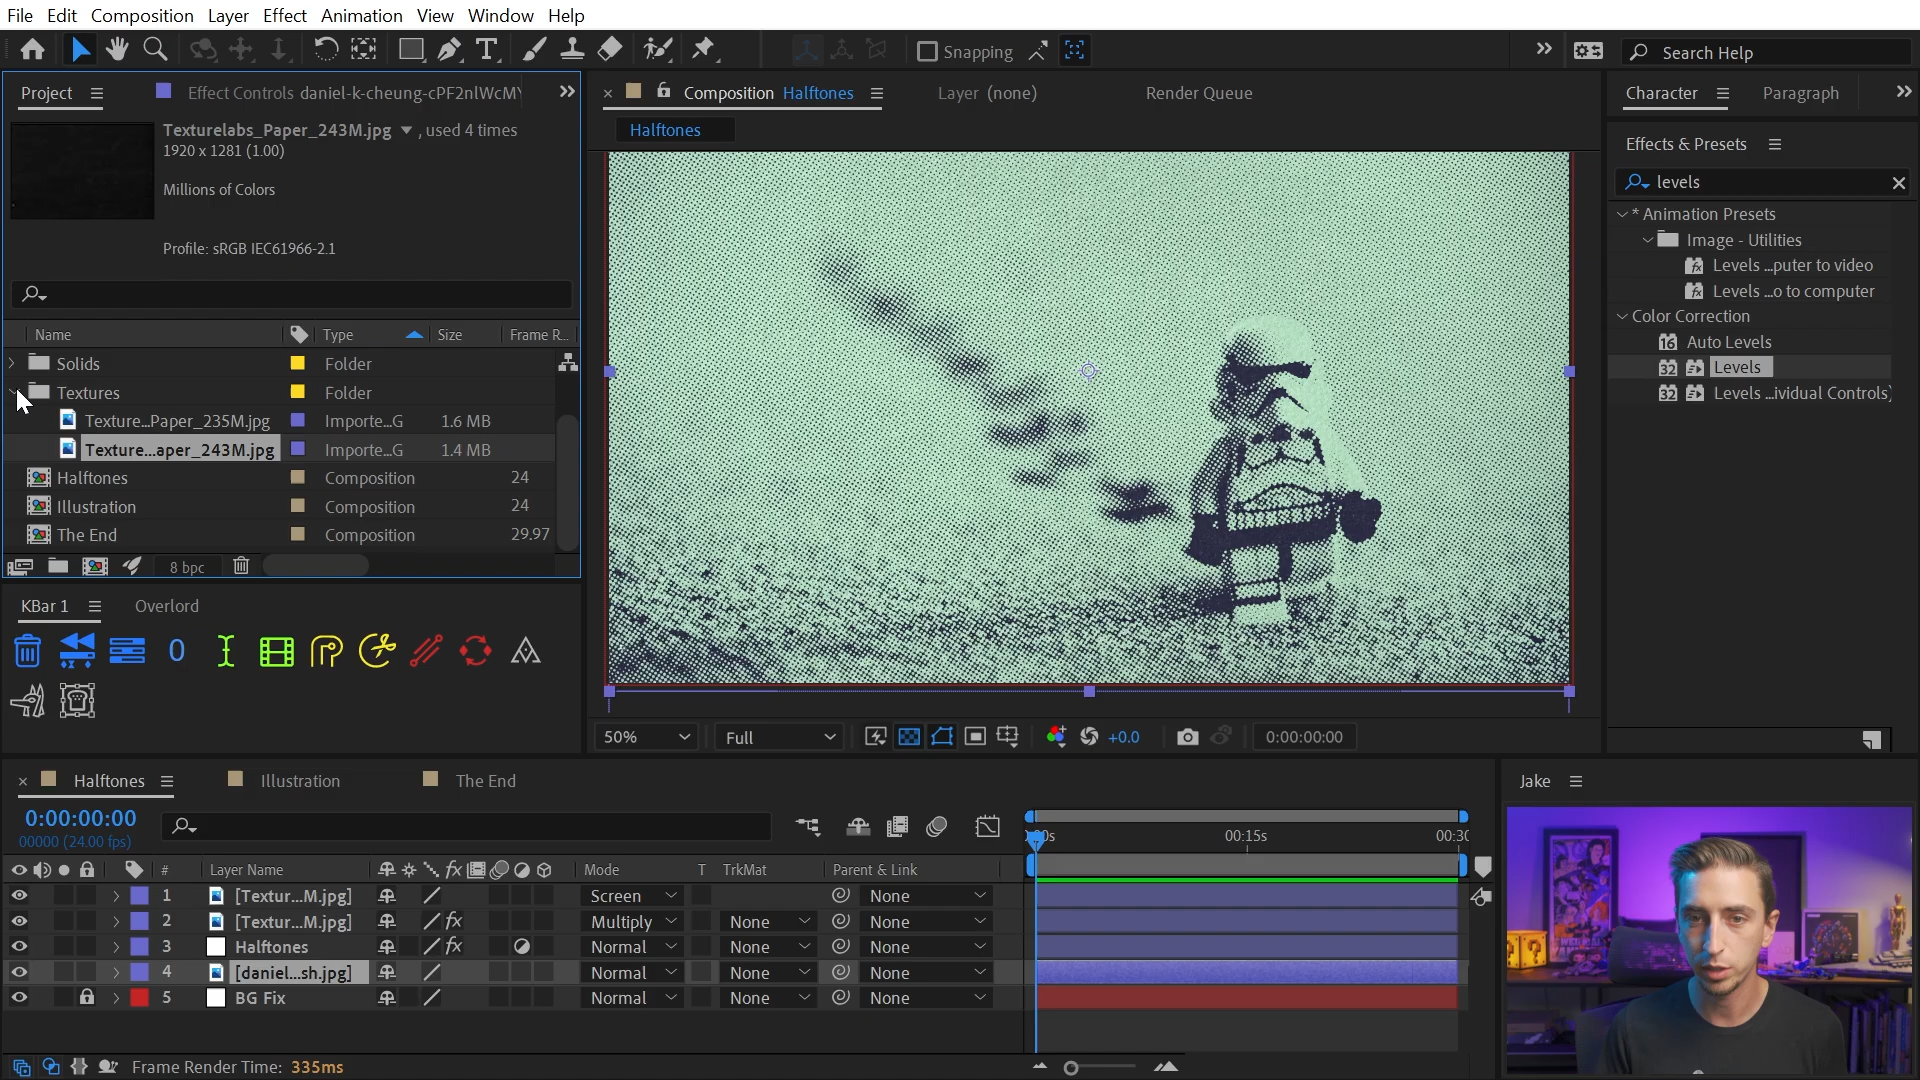 File Edit Composition Layer Effect Animation View Window Help
Snapping
Search Help
Project
Effect Controls daniel-k-cheung-cPF2nlWcMY
Composition Halftones
Layer (none)
Render Queue
Character
Paragraph
Texturelabs_Paper_243M.jpg , used 4 times
1920 x 1281 (1.00)
Millions of Colors
Profile: sRGB IEC61966-2.1
Halftones
Effects & Presets
levels
* Animation Presets
Image - Utilities
Levels ...puter to video
Levels ...o to computer
Color Correction
16 Auto Levels
32 Levels
32 Levels ...ividual Controls)
Name Type Size Frame R...
Solids Folder
Textures Folder
Texture...Paper_235M.jpg Importe...G 1.6 MB
Texture...aper_243M.jpg Importe...G 1.4 MB
Halftones Composition 24
Illustration Composition 24
The End Composition 29.97
8 bpc
KBar 1 Overlord
0
50% Full +0.0 0:00:00:00
Halftones Illustration The End
Jake
0:00:00:00
00000 (24.00 fps)
00:15s
# Layer Name fx Mode T TrkMat Parent & Link
1 [Textur...M.jpg] Screen None
2 [Textur...M.jpg] fx Multiply None None
3 Halftones fx Normal None None
4 [daniel...sh.jpg] Normal None None
5 BG Fix Normal None None
Frame Render Time: 335ms